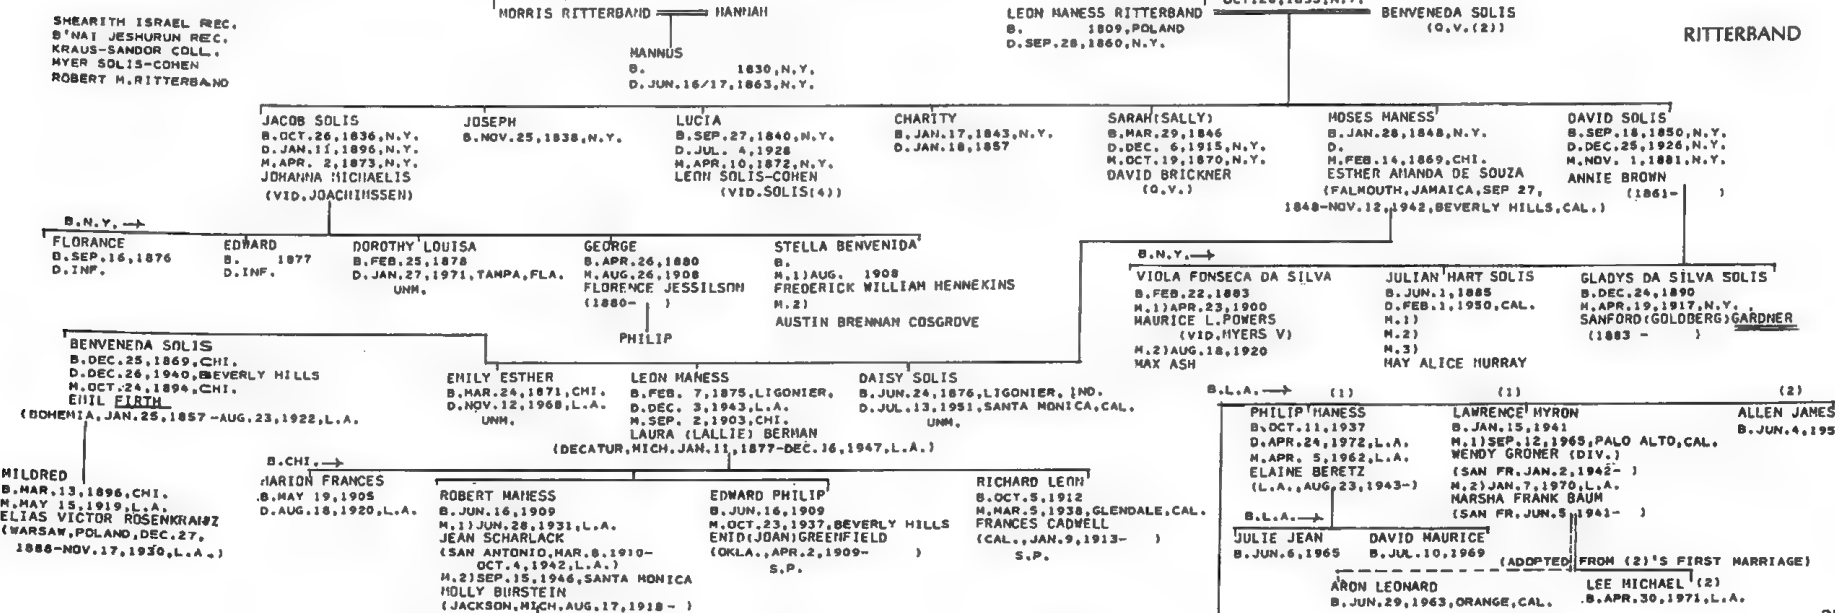 SHEARITH ISRAEL REC.
B'NAI JESHURUN REC.
KRAUS-SANDOR COLL.
MYER SOLIS-COHEN
ROBERT M.RITTERBAND
MORRIS RITTERBAND
HANNAH
MANNUS
B. 1830,N.Y.
D.JUN.16/17,1863,N.Y.
LEON MANESS RITTERBAND
B. 1809,POLAND
D.SEP.28,1860,N.Y.
BENVENEDA SOLIS
(Q.V.(2))
RITTERBAND
JACOB SOLIS
B.OCT.26,1836,N.Y.
D.JAN.11,1896,N.Y.
M.APR. 2,1873,N.Y.
JOHANNA MICHAELIS
(VID.JOACHIMSSEN)
JOSEPH
B.NOV.25,1838,N.Y.
LUCIA
B.SEP.27,1840,N.Y.
D.JUL. 4,1928
M.APR.10,1872,N.Y.
LEON SOLIS-COHEN
(VID.SOLIS(4))
CHARITY
B.JAN.17,1843,N.Y.
D.JAN.18,1857
SARAH(SALLY)
B.MAR.29,1846
D.DEC. 6,1915,N.Y.
M.OCT.19,1870,N.Y.
DAVID BRICKNER
(Q.V.)
MOSES MANESS
B.JAN.28,1848,N.Y.
D.
M.FEB.14,1869,CHI.
ESTHER AMANDA DE SOUZA
(FALMOUTH,JAMAICA,SEP 27,
1848-NOV.12,1942,BEVERLY HILLS,CAL.)
DAVID SOLIS
B.SEP.18,1850,N.Y.
D.DEC.25,1926,N.Y.
M.NOV. 1,1881,N.Y.
ANNIE BROWN
(1861- )
B.N.Y. →
FLORANCE
B.SEP.16,1876
D.INF.
EDWARD
B. 1877
D.INF.
DOROTHY LOUISA
B.FEB.25,1878
D.JAN.27,1971,TAMPA,FLA.
UNM.
GEORGE
B.APR.26,1880
M.AUG.26,1908
FLORENCE JESSILSON
(1880- )
PHILIP
STELLA BENVENIDA
B.
M.1)AUG. 1908
FREDERICK WILLIAM HENNEKINS
M.2)
AUSTIN BRENNAN COSGROVE
B.N.Y.→
VIOLA FONSECA DA SILVA
B.FEB.22,1883
M.1)APR.23,1900
MAURICE L.POWERS
(VID.MYERS V)
M.2)AUG.18,1920
MAX ASH
JULIAN HART SOLIS
B.JUN.1,1885
D.FEB.1,1950,CAL.
M.1)
M.2)
M.3)
MAY ALICE MURRAY
GLADYS DA SILVA SOLIS
B.DEC.24,1890
M.APR.19,1917,N.Y.
SANFORD(GOLDBERG)GARDNER
(1883 - )
BENVENEDA SOLIS
B.DEC.25,1869,CHI.
D.DEC.26,1940,BEVERLY HILLS
M.OCT.24,1894,CHI.
EMIL FIRTH
(BOHEMIA,JAN.25,1857-AUG.23,1922,L.A.)
EMILY ESTHER
B.MAR.24,1871,CHI.
D.NOV.12,1968,L.A.
UNM.
LEON MANESS
B.FEB. 7,1875,LIGONIER,
D.DEC. 3,1943,L.A.
M.SEP. 2,1903,CHI.
LAURA (LALLIE) BERMAN
(DECATUR,MICH.JAN.11,1877-DEC.16,1947,L.A.)
DAISY SOLIS
B.JUN.24,1876,LIGONIER, IND.
D.JUL.13,1951,SANTA MONICA,CAL.
UNM.
B.L.A. →
(1)
PHILIP MANESS
B.OCT.11,1937
D.APR.24,1972,L.A.
M.APR. 5,1962,L.A.
ELAINE BERETZ
(L.A.,AUG.23,1943-)
(1)
LAWRENCE MYRON
B.JAN.15,1941
M.1)SEP.12,1965,PALO ALTO,CAL.
WENDY GRONER (DIV.)
(SAN FR.JAN.2,1942- )
M.2)JAN.7,1970,L.A.
MARSHA FRANK BAUM
(SAN FR.JUN.5,1941- )
(2)
ALLEN JAMES
B.JUN.4,195
MILDRED
B.MAR.13,1896,CHI.
M.MAY 15,1919,L.A.
ELIAS VICTOR ROSENKRANZ
(WARSAW,POLAND,DEC.27,
1888-NOV.17,1930,L.A.)
B.CHI.→
MARION FRANCES
B.MAY 19,1905
D.AUG.18,1920,L.A.
ROBERT MANESS
B.JUN.16,1909
M.1)JUN.28,1931,L.A.
JEAN SCHARLACK
(SAN ANTONIO,MAR.8,1910-
OCT.4,1942,L.A.)
M.2)SEP.15,1946,SANTA MONICA
MOLLY BURSTEIN
(JACKSON,MICH,AUG.17,1918- )
EDWARD PHILIP
B.JUN.16,1909
M.OCT.23,1937,BEVERLY HILLS
ENID(JOAN)GREENFIELD
(OKLA.,APR.2,1909- )
S.P.
RICHARD LEON
B.OCT.5,1912
M.MAR.5,1938,GLENDALE,CAL.
FRANCES CADWELL
(CAL.,JAN.9,1913- )
S.P.
B.L.A.→
JULIE JEAN
B.JUN.6,1965
DAVID MAURICE
B.JUL.10,1969
(ADOPTED FROM (2)'S FIRST MARRIAGE)
ARON LEONARD
B.JUN.29,1963,ORANGE,CAL.
LEE MICHAEL (2)
B.APR.30,1971,L.A.